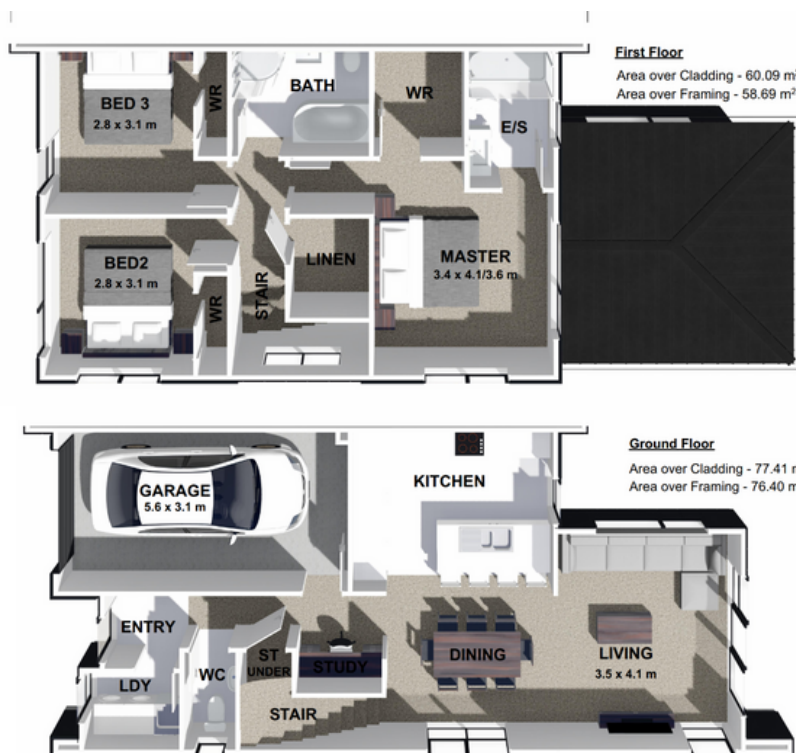 First Floor
Area over Cladding - 60.09 m²
Area over Framing - 58.69 m²
BED 3
2.8 x 3.1 m
WR
BATH
WR
E/S
BED2
2.8 x 3.1 m
WR
STAIR
LINEN
MASTER
3.4 x 4.1/3.6 m
Ground Floor
Area over Cladding - 77.41 m
Area over Framing - 76.40 m
GARAGE
5.6 x 3.1 m
KITCHEN
ENTRY
LDY
WC
ST
UNDER
STUDY
STAIR
DINING
LIVING
3.5 x 4.1 m